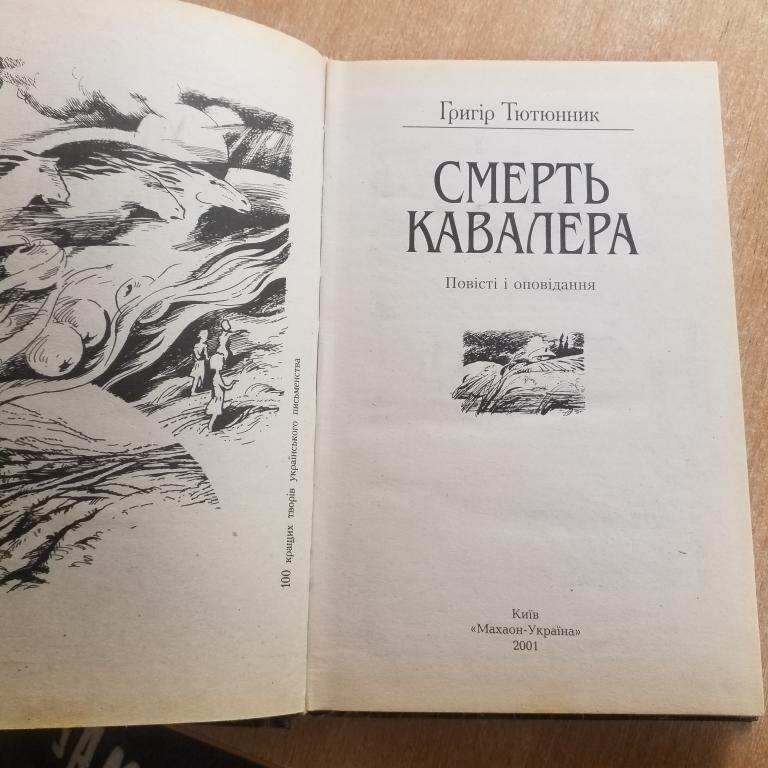 100 кращих творів українського письменства
Григір Тютюнник
СМЕРТЬ
КАВАЛЕРА
Повісті і оповідання
Київ
«Махаон-Україна»
2001